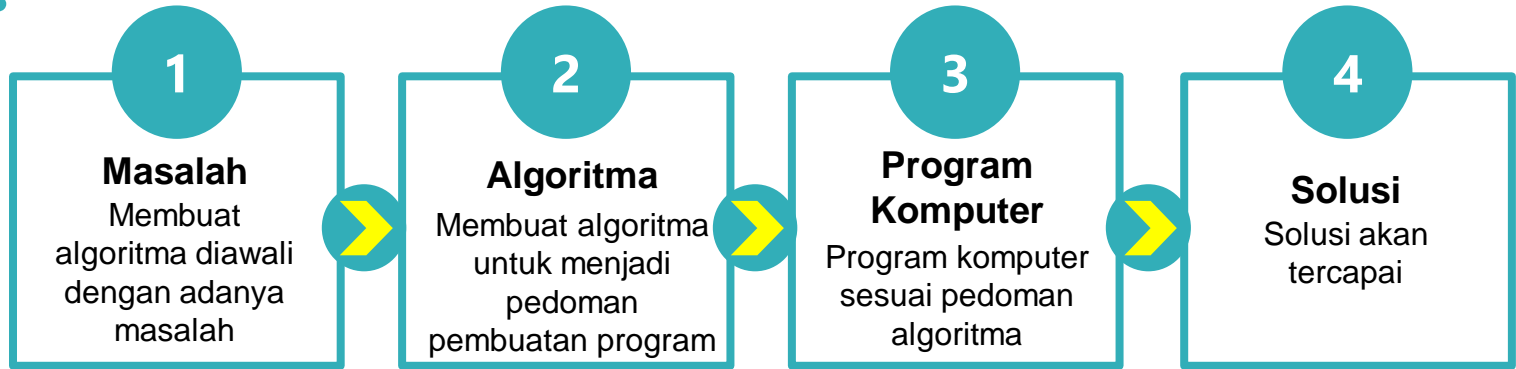 1
Masalah
Membuat
algoritma diawali
dengan adanya
masalah
2
Algoritma
Membuat algoritma
untuk menjadi
pedoman
pembuatan program
3
Program
Komputer
Program komputer
sesuai pedoman
algoritma
4
Solusi
Solusi akan
tercapai